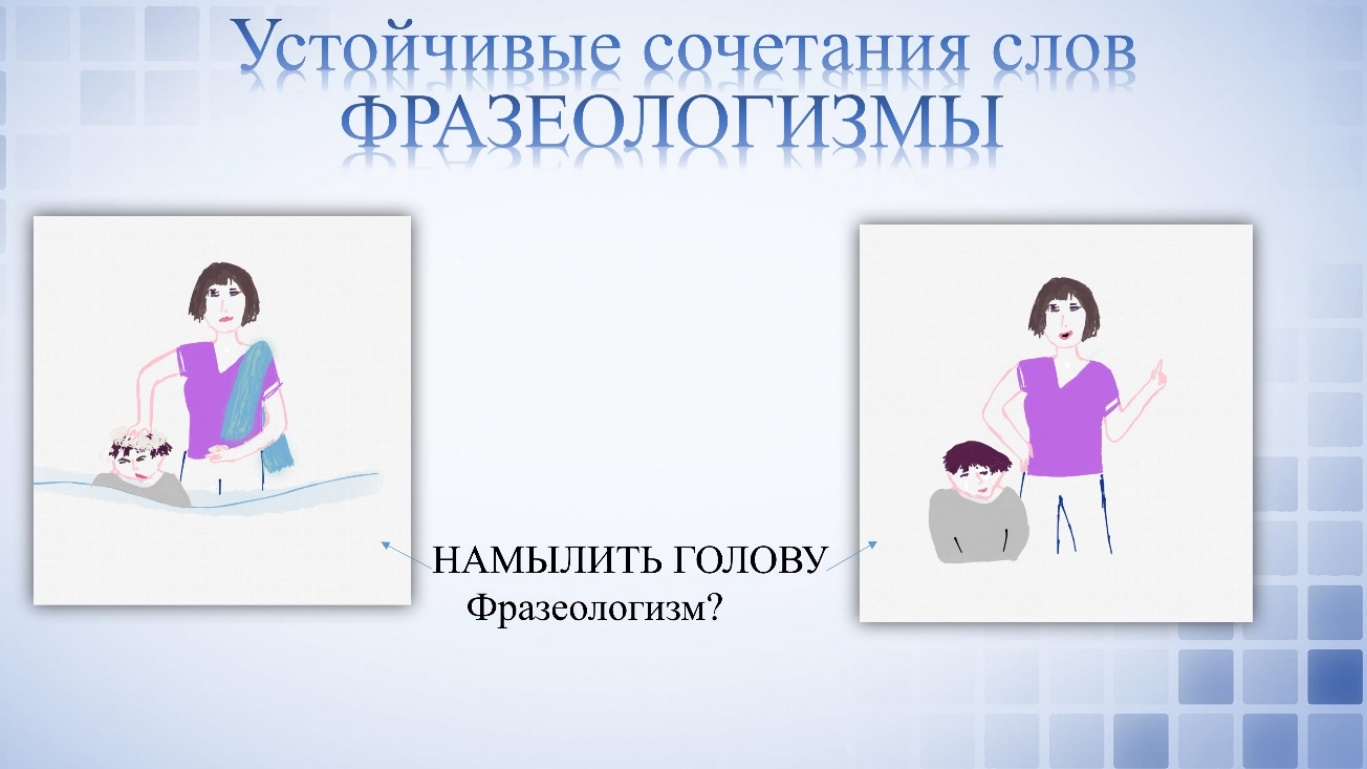 Устойчивые сочетания слов
ФРАЗЕОЛОГИЗМЫ
НАМЫЛИТЬ ГОЛОВУ
Фразеологизм?